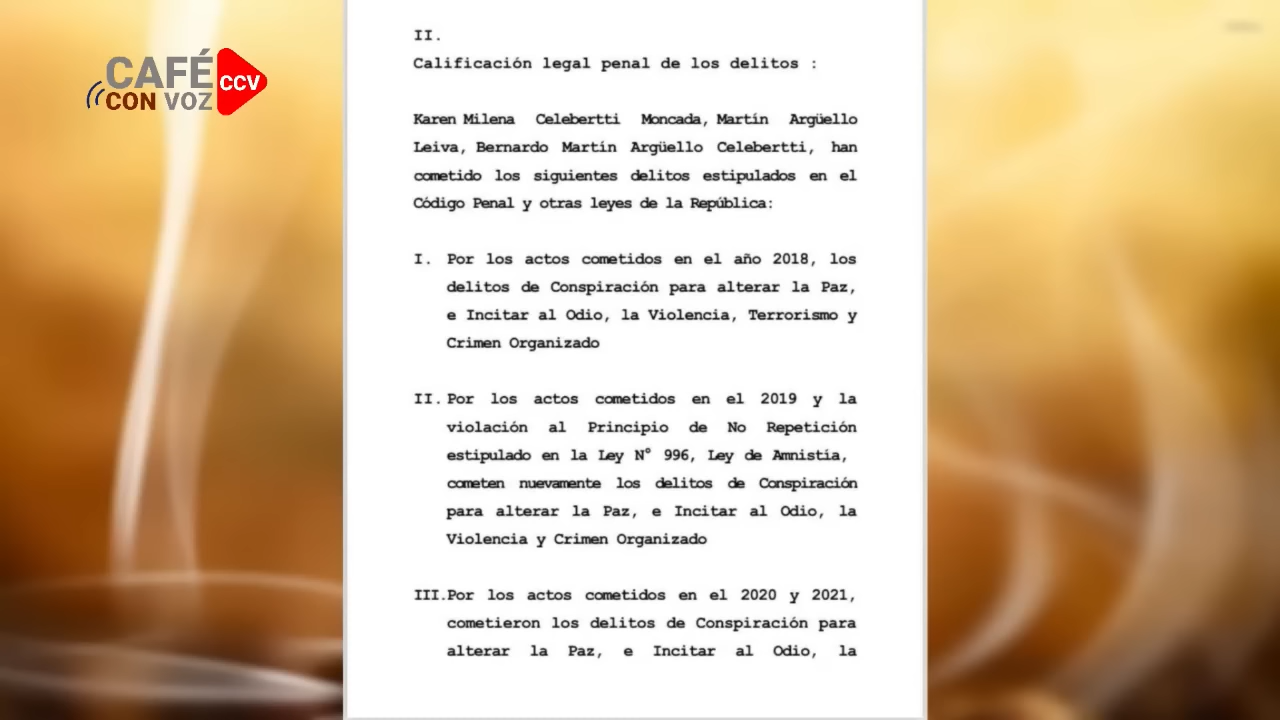 CAFÉ
CON VOZ
CCV
II.
Calificación legal penal de los delitos :
Karen Milena Celebertti Moncada, Martín Argüello
Leiva, Bernardo Martín Argüello Celebertti, han
cometido los siguientes delitos estipulados en el
Código Penal y otras leyes de la República:
I. Por los actos cometidos en el año 2018, los
delitos de Conspiración para alterar la Paz,
e Incitar al Odio, la Violencia, Terrorismo y
Crimen Organizado
II. Por los actos cometidos en el 2019 y la
violación al Principio de No Repetición
estipulado en la Ley N° 996, Ley de Amnistia,
cometen nuevamente los delitos de Conspiración
para alterar la Paz, e Incitar al Odio, la
Violencia y Crimen Organizado
III.Por los actos cometidos en el 2020 y 2021,
cometieron los delitos de Conspiración para
alterar la Paz, e Incitar al Odio, la